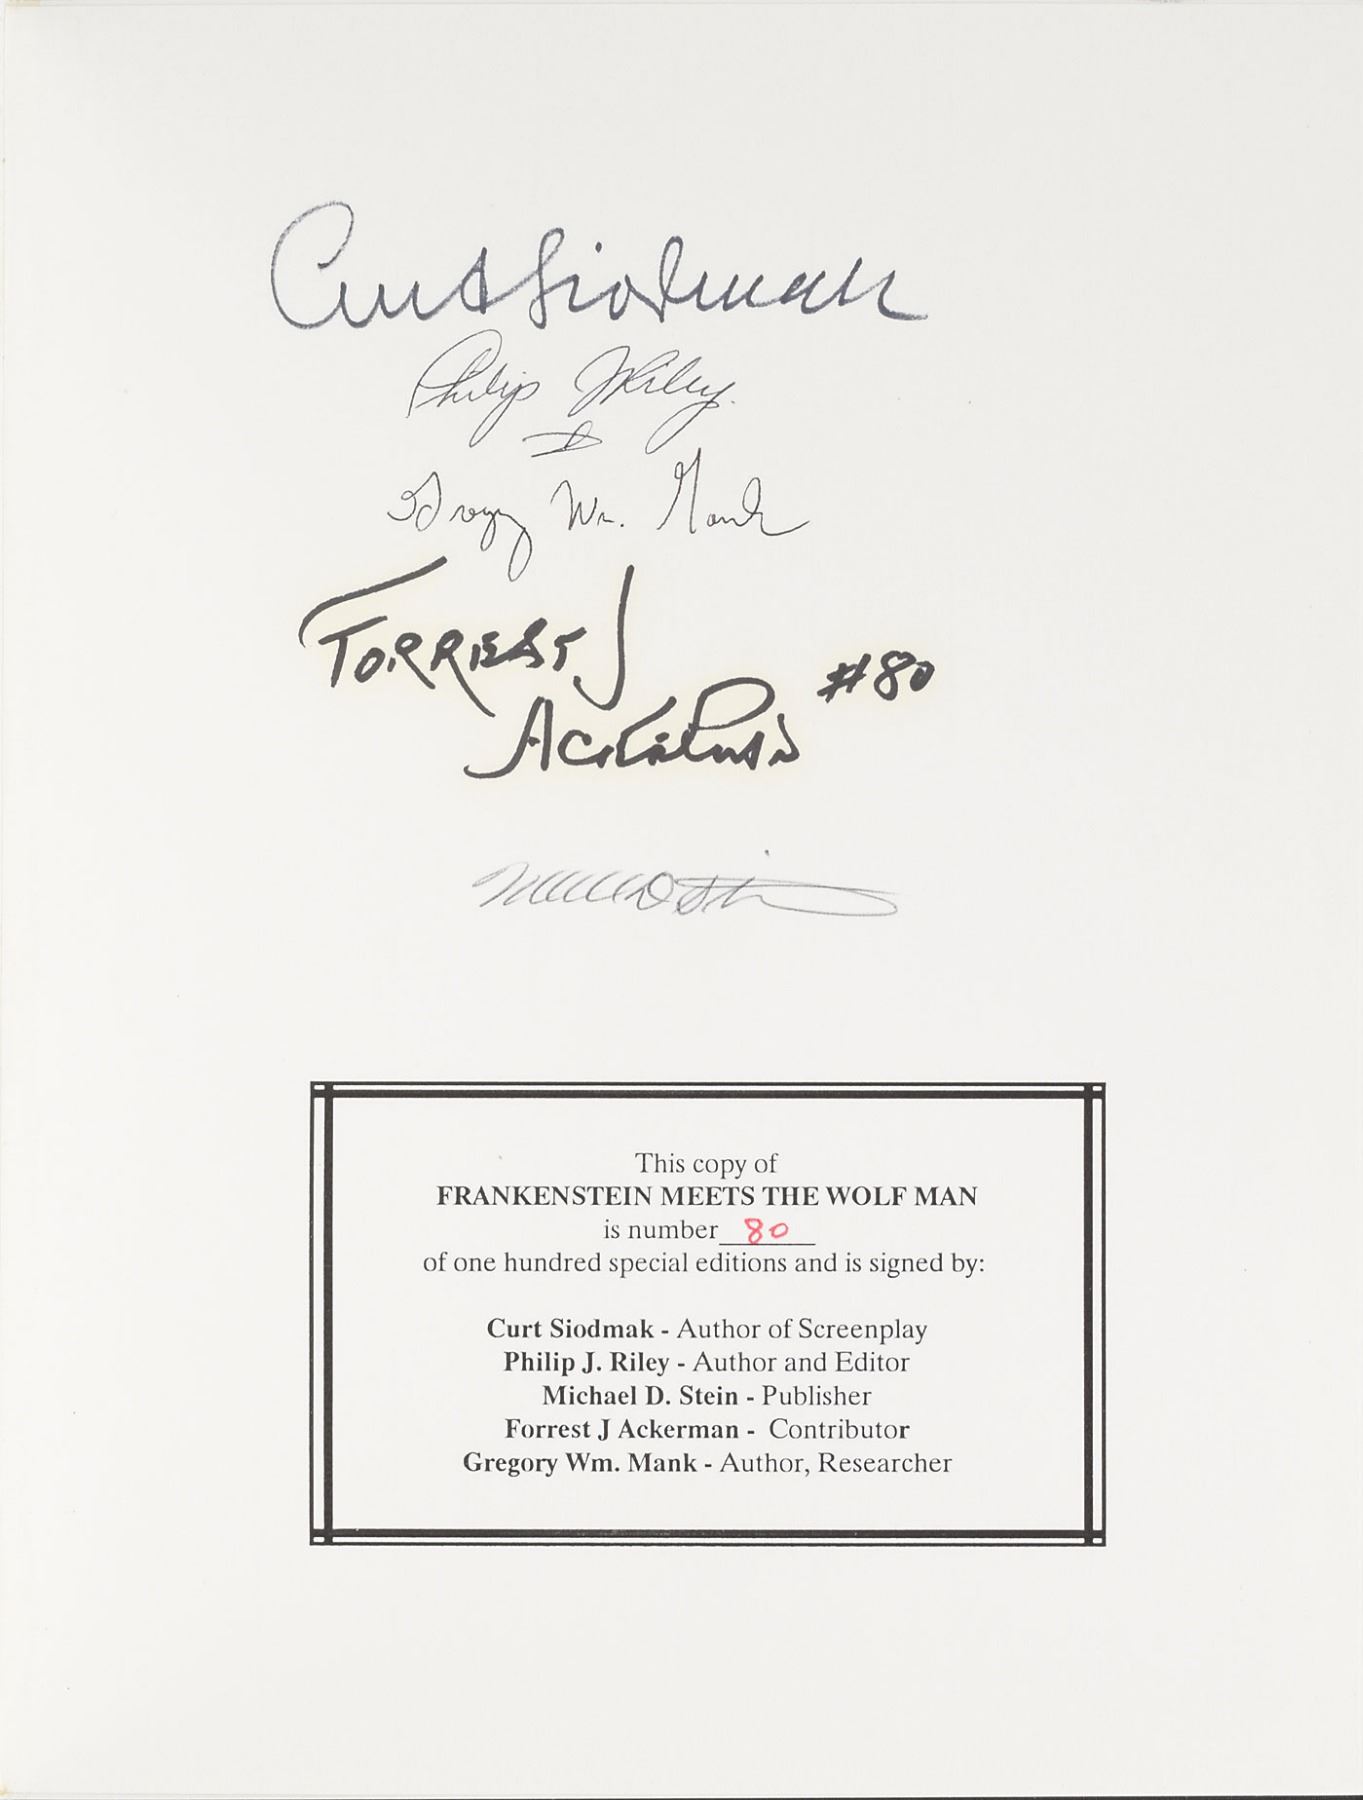 Curt Siodmak
Philip J Riley
Gregory Wm. Mank
FORREST J
ACKERMAN #80
This copy of
FRANKENSTEIN MEETS THE WOLF MAN
is number 80
of one hundred special editions and is signed by:
Curt Siodmak - Author of Screenplay
Philip J. Riley - Author and Editor
Michael D. Stein - Publisher
Forrest J Ackerman - Contributor
Gregory Wm. Mank - Author, Researcher